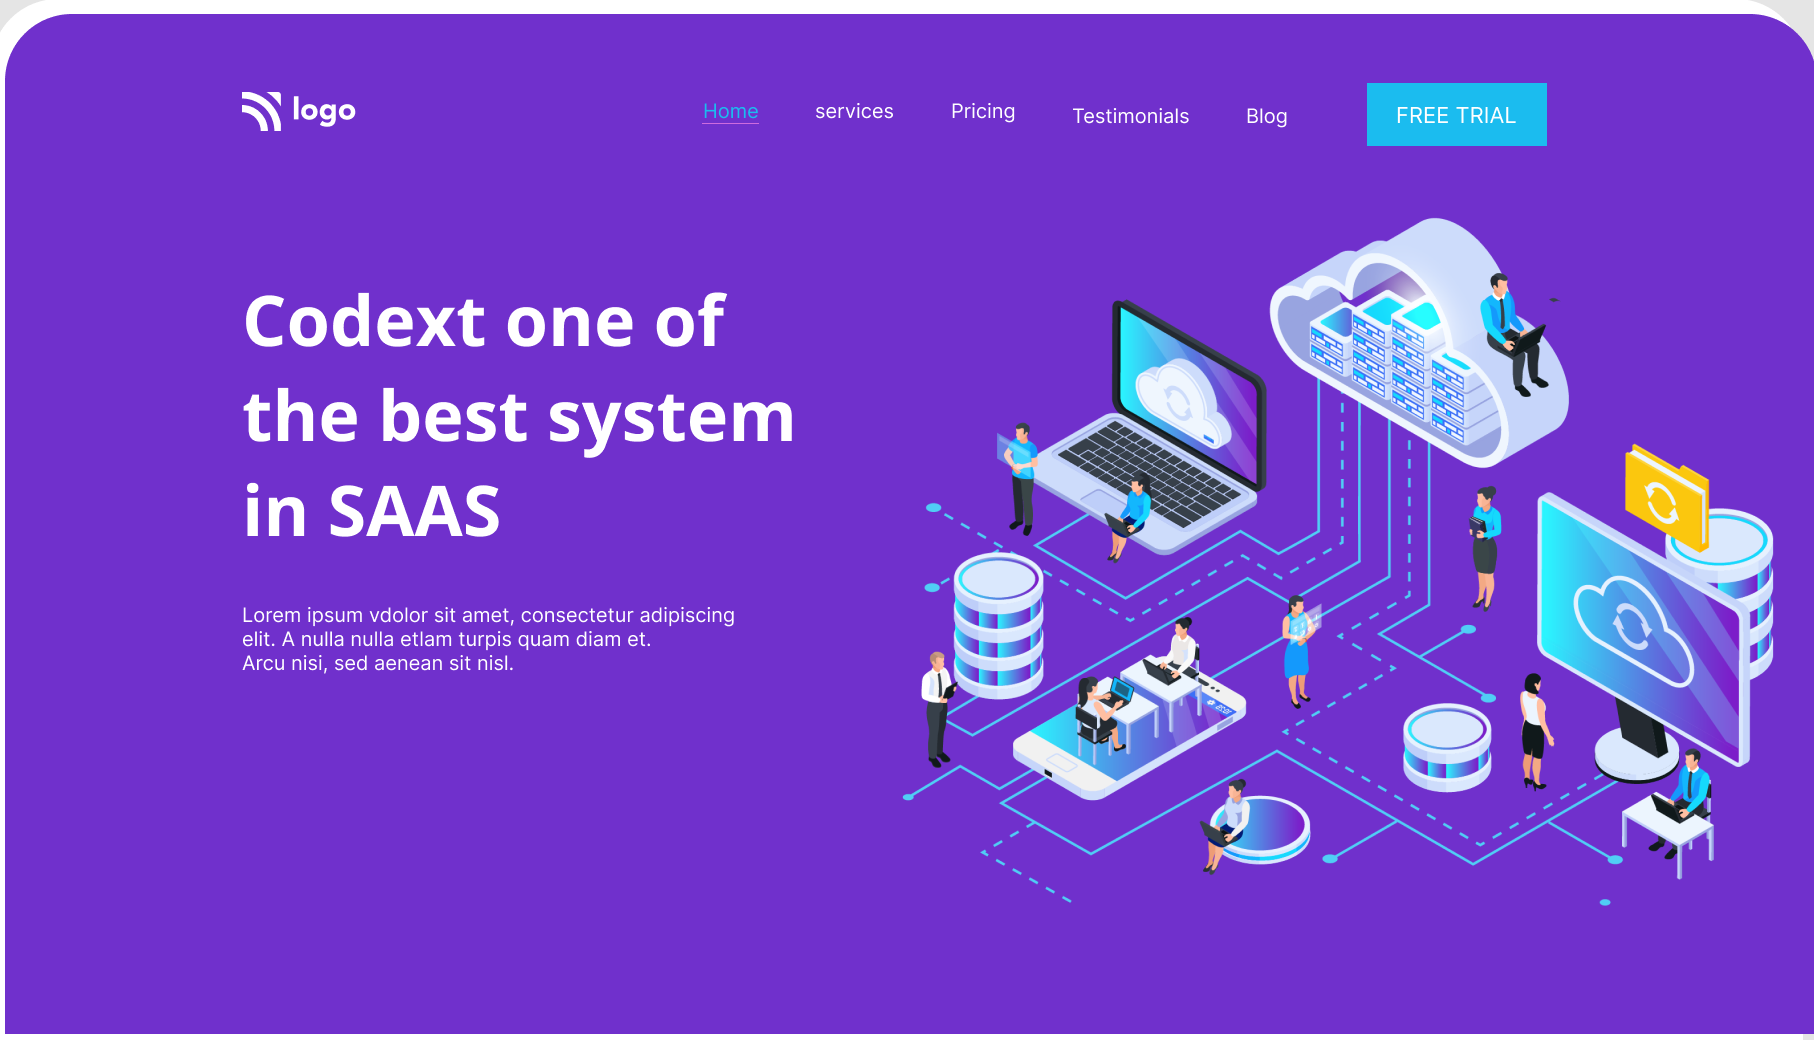 logo
Home services Pricing Testimonials Blog FREE TRIAL
Codext one of
the best system
in SAAS
Lorem ipsum vdolor sit amet, consectetur adipiscing
elit. A nulla nulla etlam turpis quam diam et.
Arcu nisi, sed aenean sit nisl.